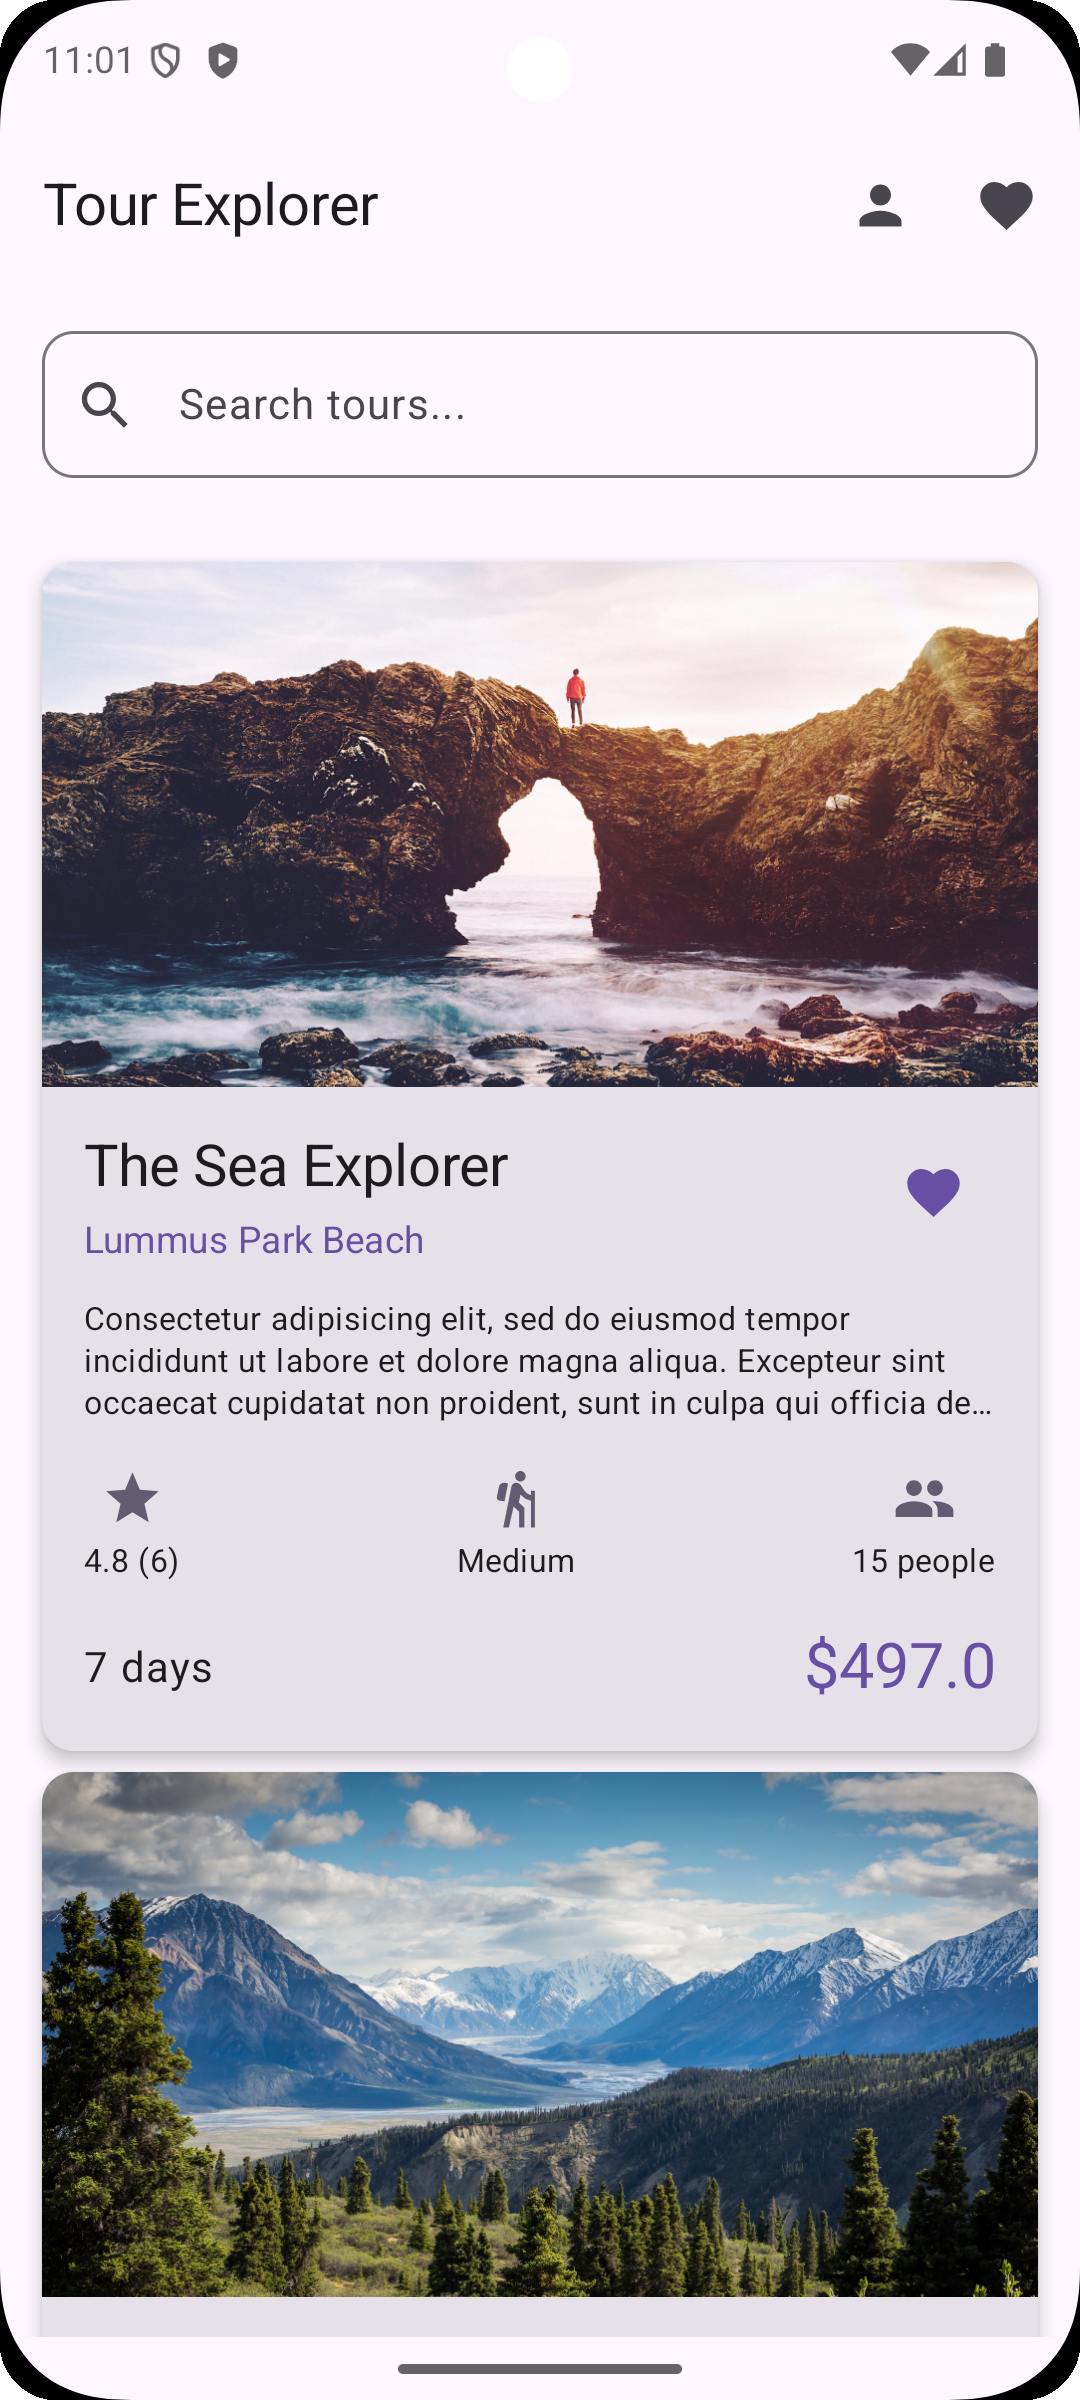 11:01
Tour Explorer
Search tours...
The Sea Explorer
Lummus Park Beach
Consectetur adipisicing elit, sed do eiusmod tempor
incididunt ut labore et dolore magna aliqua. Excepteur sint
occaecat cupidatat non proident, sunt in culpa qui officia de...
4.8 (6)
Medium
15 people
7 days
$497.0